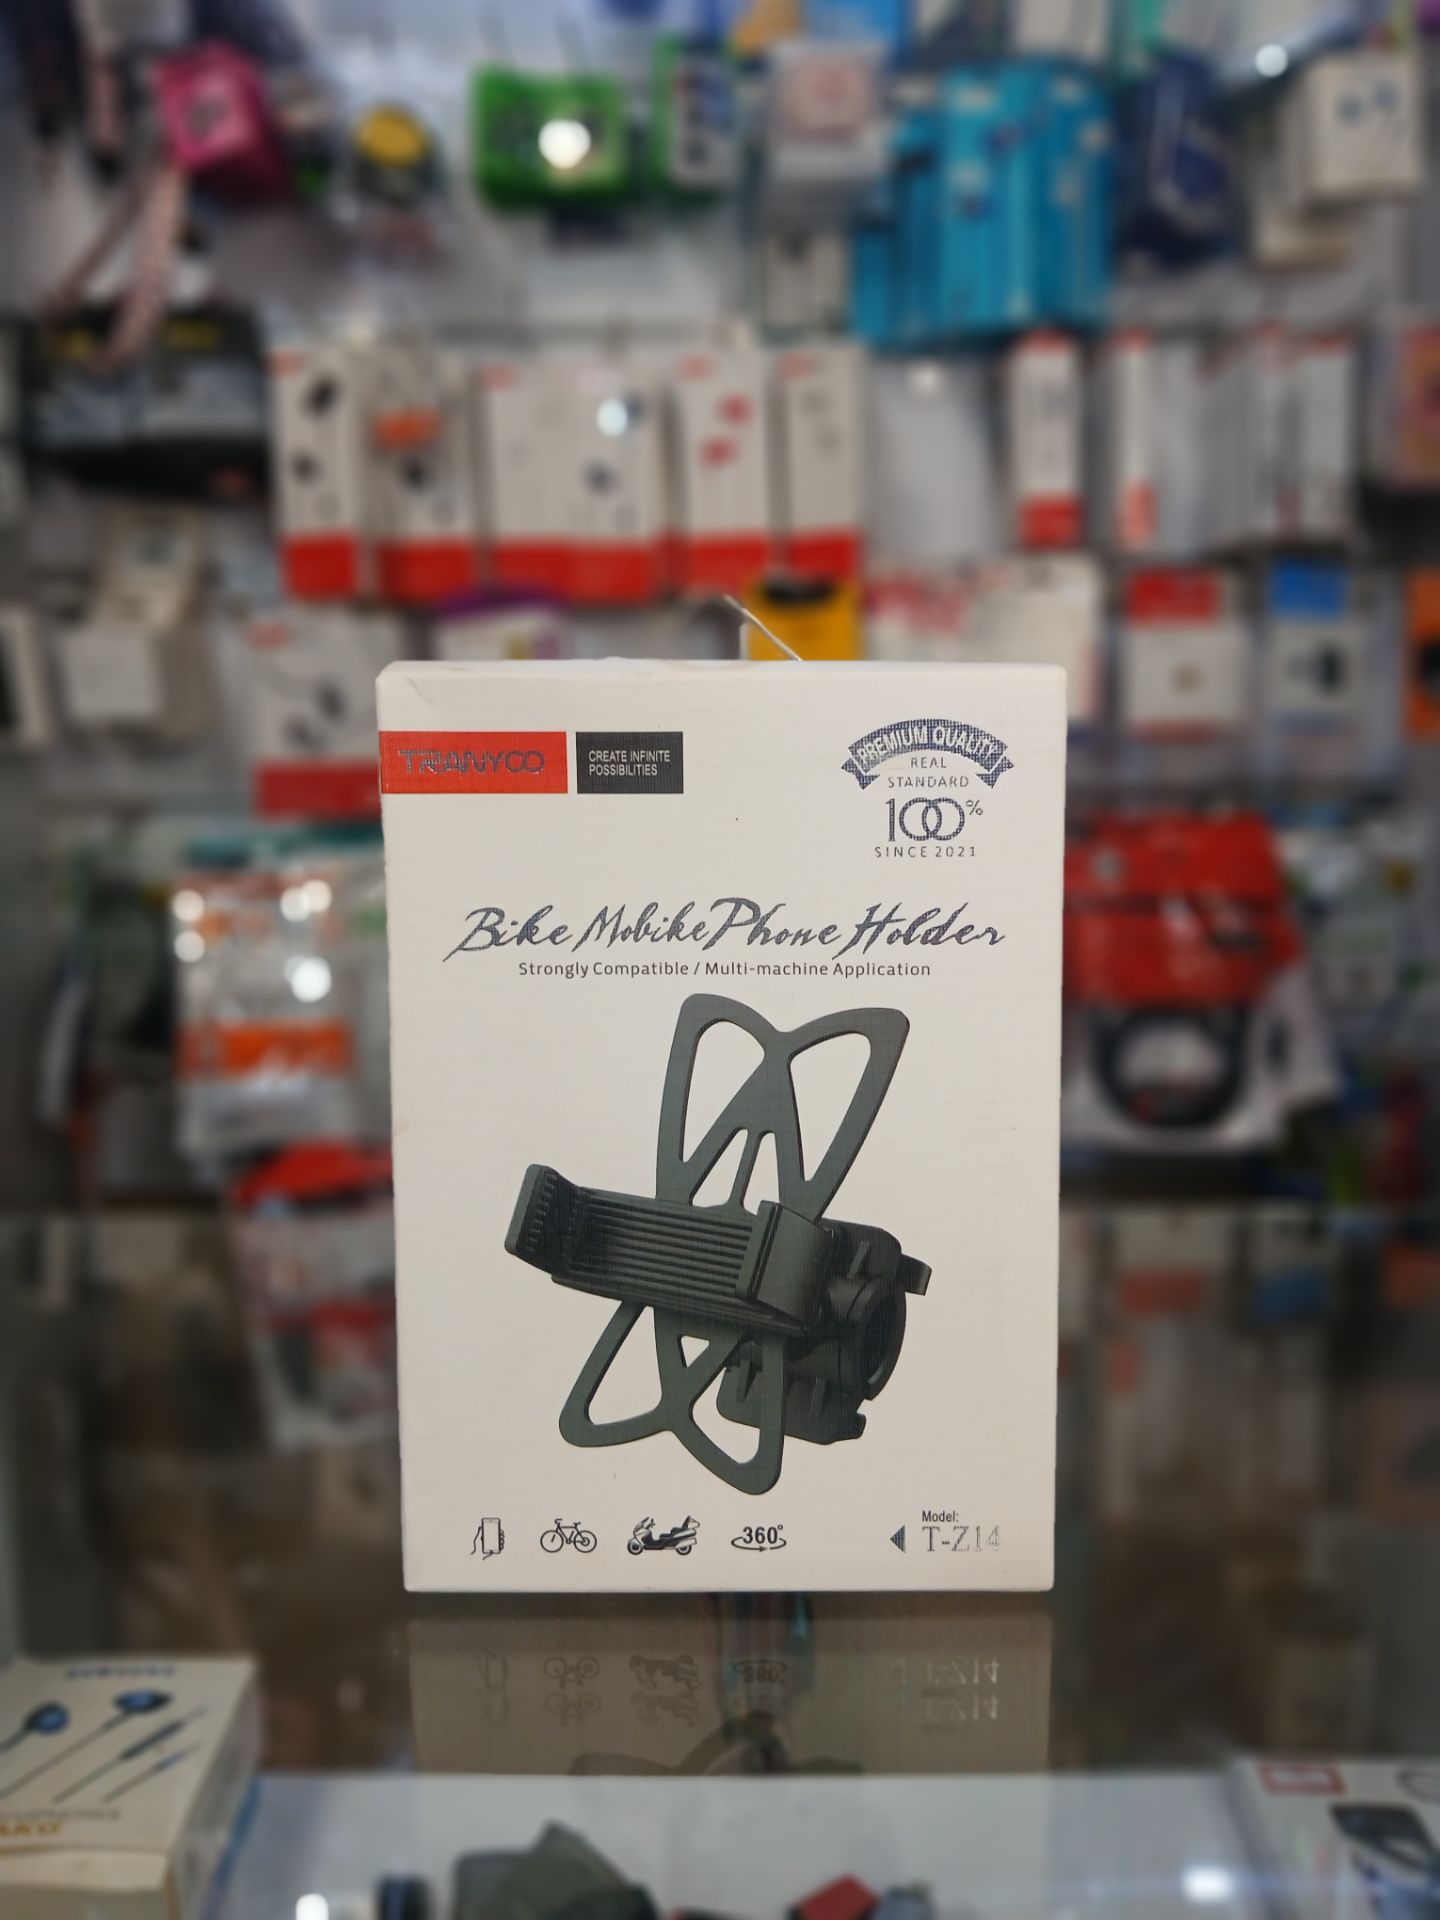 TRANYCO
CREATE INFINITE
POSSIBILITIES
PREMIUM QUALITY
REAL
STANDARD
100%
SINCE 2021
Bike Mobike Phone Holder
Strongly Compatible / Multi-machine Application
360°
Model:
T-Z14